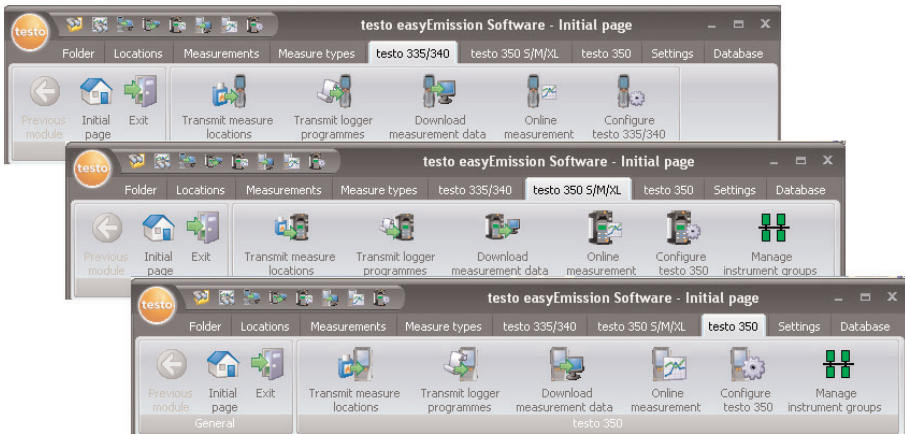 testo easyEmission Software - Initial page
testo
Folder Locations Measurements Measure types testo 335/340 testo 350 S/M/XL testo 350 Settings Database
Previous module Initial page Exit Transmit measure locations Transmit logger programmes Download measurement data Online measurement Configure testo 335/340
testo easyEmission Software - Initial page
testo
Folder Locations Measurements Measure types testo 335/340 testo 350 S/M/XL testo 350 Settings Database
Previous module Initial page Exit Transmit measure locations Transmit logger programmes Download measurement data Online measurement Configure testo 350 Manage instrument groups
testo easyEmission Software - Initial page
testo
Folder Locations Measurements Measure types testo 335/340 testo 350 S/M/XL testo 350 Settings Database
Previous module Initial page Exit Transmit measure locations Transmit logger programmes Download measurement data Online measurement Configure testo 350 Manage instrument groups
General testo 350